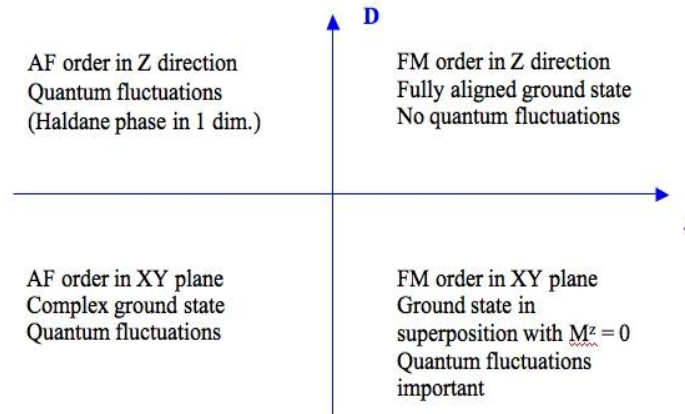 D
AF order in Z direction
Quantum fluctuations
(Haldane phase in 1 dim.)
FM order in Z direction
Fully aligned ground state
No quantum fluctuations
AF order in XY plane
Complex ground state
Quantum fluctuations
FM order in XY plane
Ground state in
superposition with Mᶻ = 0
Quantum fluctuations
important